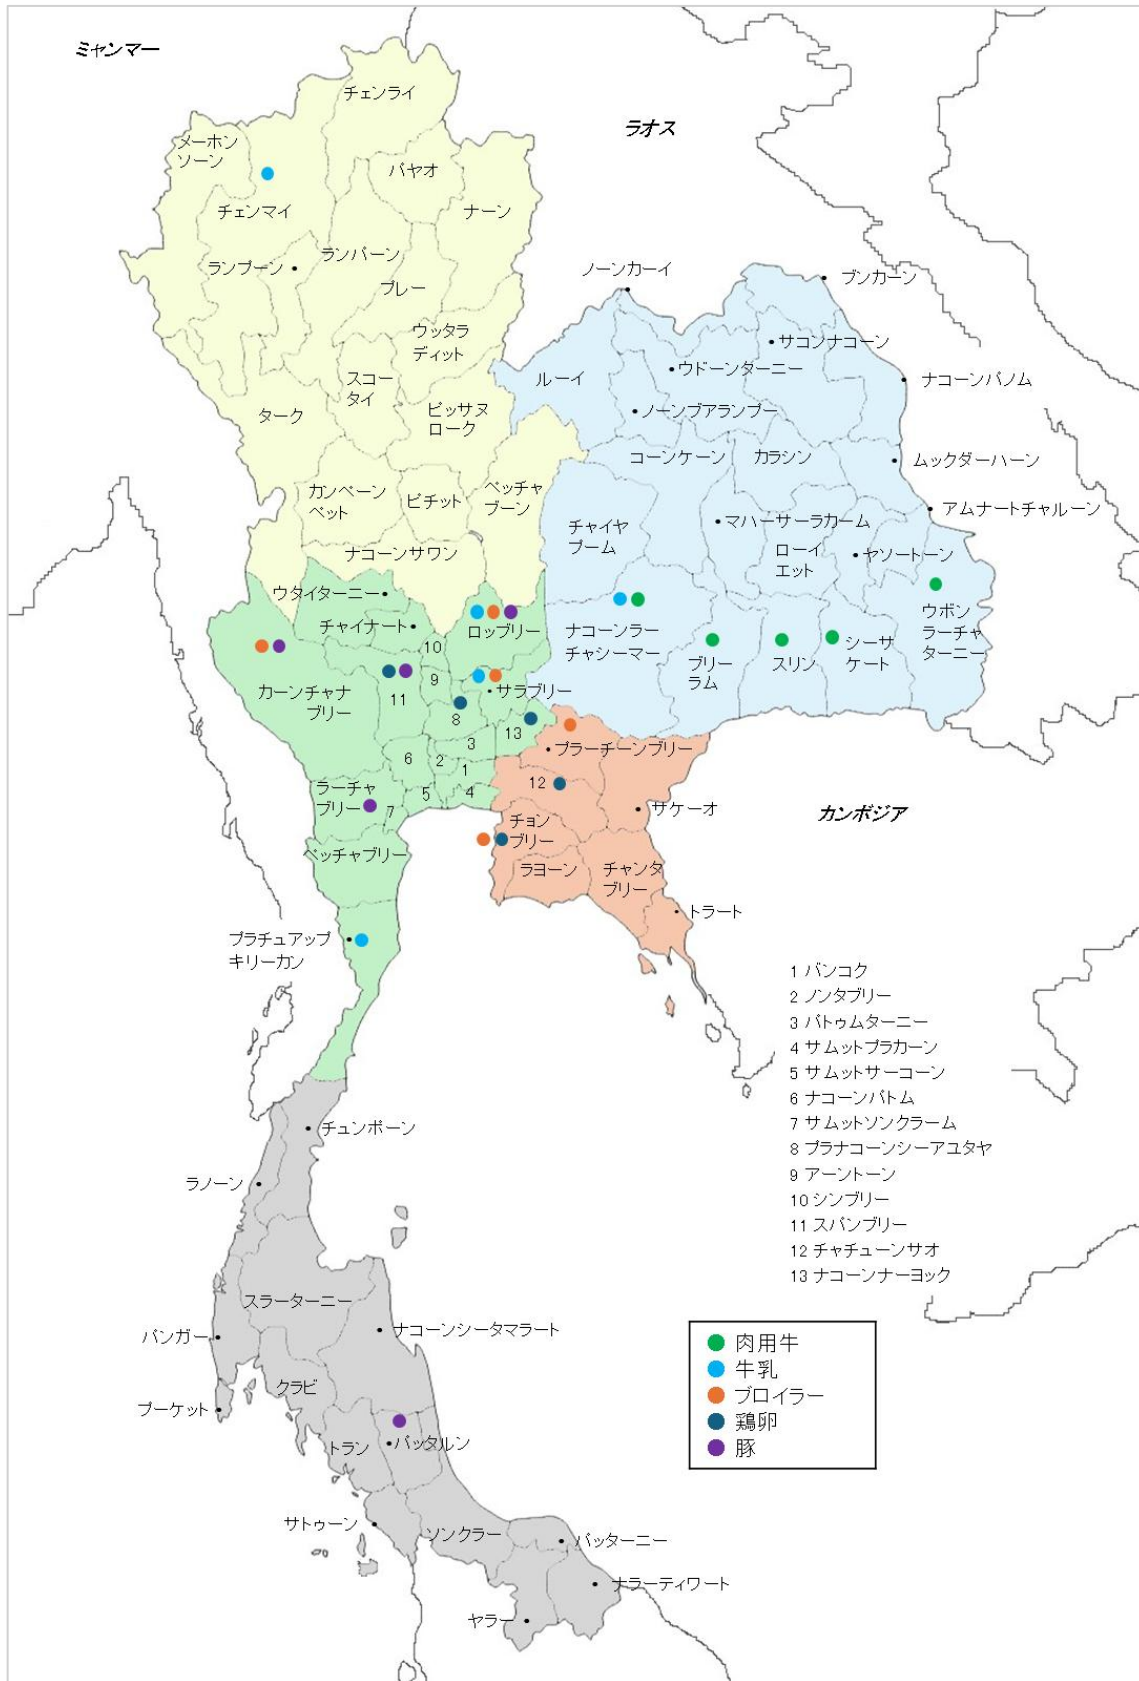 ミャンマー
チェンライ
ラオス
メーホン
ソーン
パヤオ
チェンマイ
ナーン
ランプーン
ランパーン
プレー
ノーンカーイ
ブンカーン
ウッタラ
ディット
サコンナコーン
ルーイ
ウドーンターニー
ナコーンパノム
スコー
タイ
ターク
ピッサヌ
ローク
ノーンブアランプー
コーンケーン
カラシン
ムックダーハーン
カンペーン
ペット
ピチット
ペッチャ
ブーン
アムナートチャルーン
チャイヤ
プーム
マハーサーラカーム
ローイ
エット
ヤソートーン
ナコーンサワン
ウタイターニー
チャイナート
ロッブリー
ナコーンラー
チャシーマー
ブリー
ラム
スリン
シーサ
ケート
ウボン
ラーチャ
ターニー
10
9
カーンチャナ
ブリー
11
サラブリー
8
13
3
プラーチーンブリー
6
2
1
12
ラーチャ
ブリー
7
5
4
サケーオ
カンボジア
チョン
ブリー
ペッチャブリー
ラヨーン
チャンタ
ブリー
トラート
プラチュアップ
キリーカン
1 バンコク
2 ノンタブリー
3 パトゥムターニー
4 サムットプラカーン
5 サムットサーコーン
6 ナコーンパトム
7 サムットソンクラーム
8 プラナコーンシーアユタヤ
9 アーントーン
10 シンブリー
11 スパンブリー
12 チャチューンサオ
13 ナコーンナーヨック
チュンポーン
ラノーン
スラーターニー
パンガー
ナコーンシータマラート
クラビ
プーケット
トラン
パッタルン
サトゥーン
ソンクラー
パッターニー
ナラーティワート
ヤラー
肉用牛
牛乳
ブロイラー
鶏卵
豚